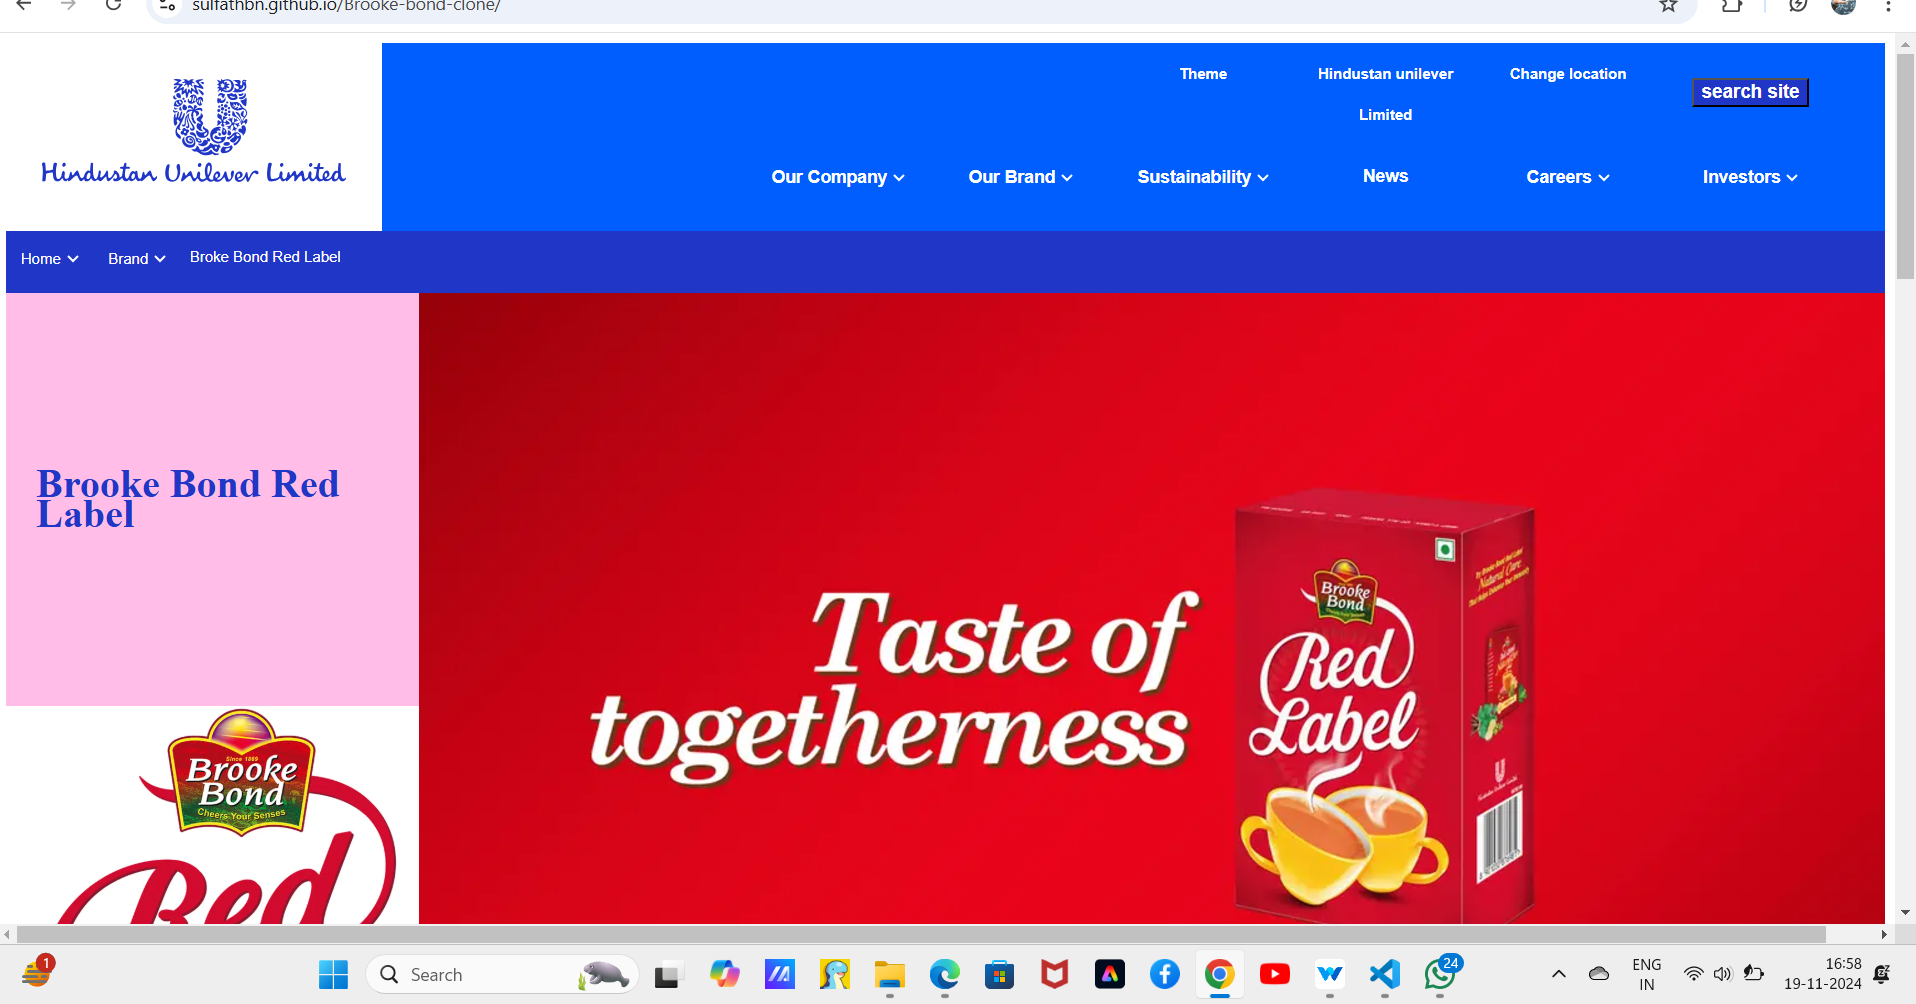 sulfathbn.github.io/Brooke-bond-clone/
Theme
Hindustan unilever
Limited
Change location
search site
Hindustan Unilever Limited
Our Company
Our Brand
Sustainability
News
Careers
Investors
Home
Brand
Broke Bond Red Label
Brooke Bond Red
Label
Taste of
togetherness
Brooke
Bond
Red
Label
Since 1869
Brooke
Bond
Cheers Your Senses
Red
1
Search
24
ENG
IN
16:58
19-11-2024